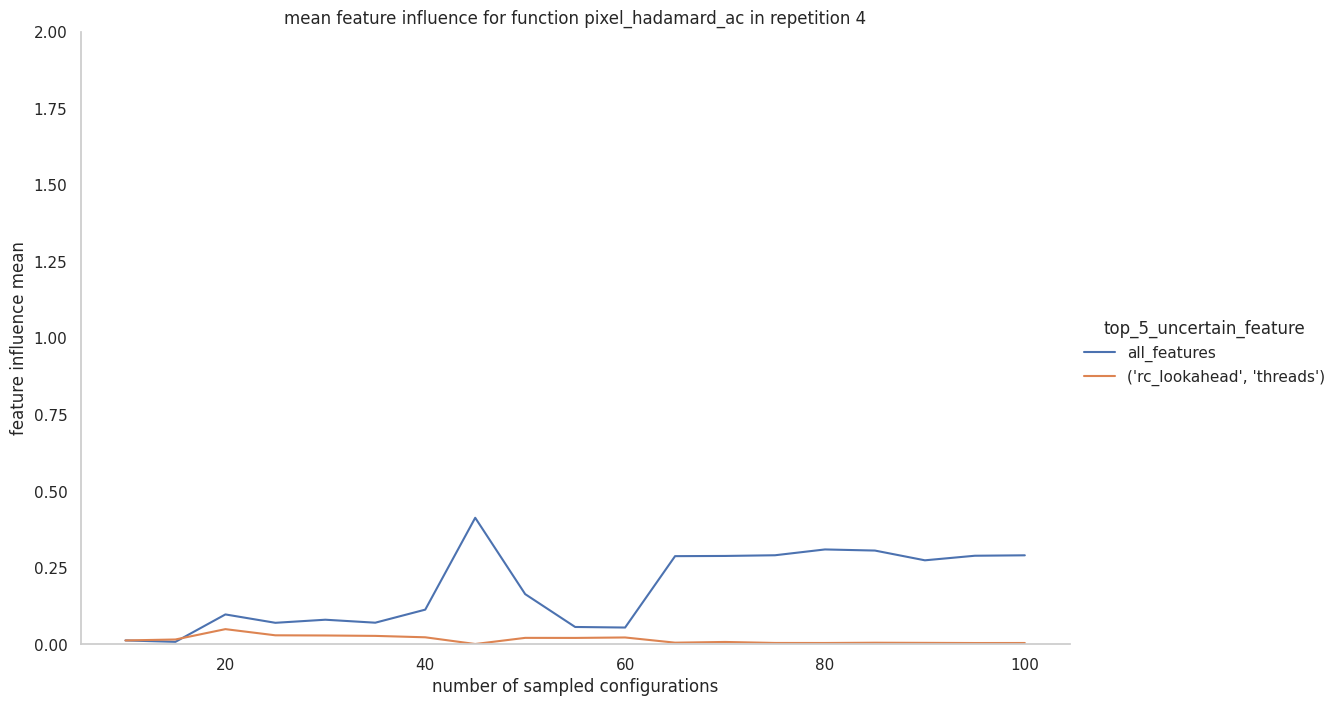 mean feature influence for function pixel_hadamard_ac in repetition 4
2.00
1.75
1.50
1.25
1.00
0.75
0.50
0.25
0.00
feature influence mean
20
40
60
80
100
number of sampled configurations
top_5_uncertain_feature
all_features
('rc_lookahead', 'threads')